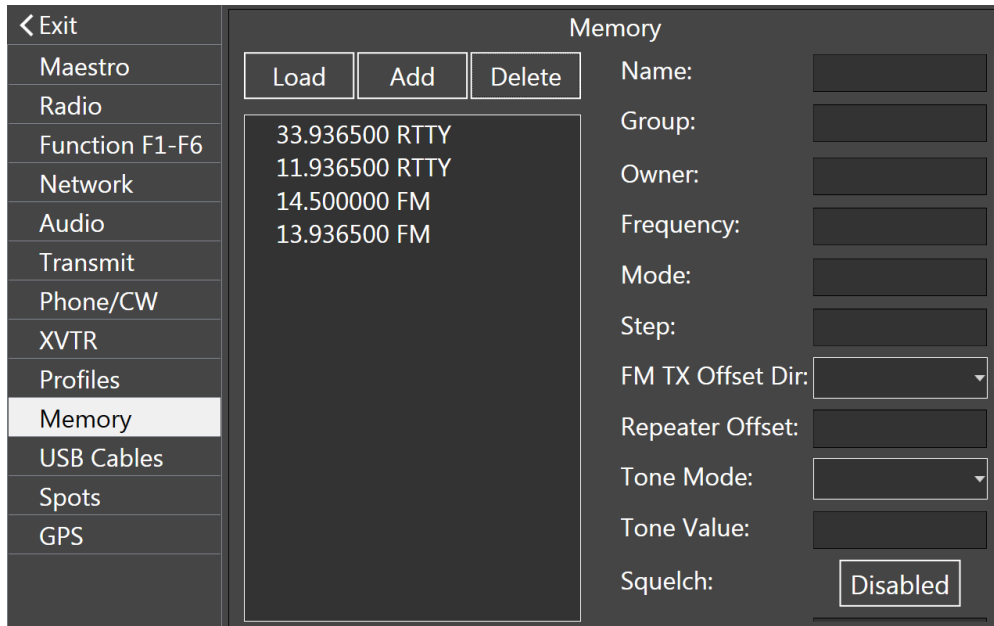 Exit
Maestro
Radio
Function F1-F6
Network
Audio
Transmit
Phone/CW
XVTR
Profiles
Memory
USB Cables
Spots
GPS
Memory
Load Add Delete
33.936500 RTTY
11.936500 RTTY
14.500000 FM
13.936500 FM
Name:
Group:
Owner:
Frequency:
Mode:
Step:
FM TX Offset Dir:
Repeater Offset:
Tone Mode:
Tone Value:
Squelch: Disabled